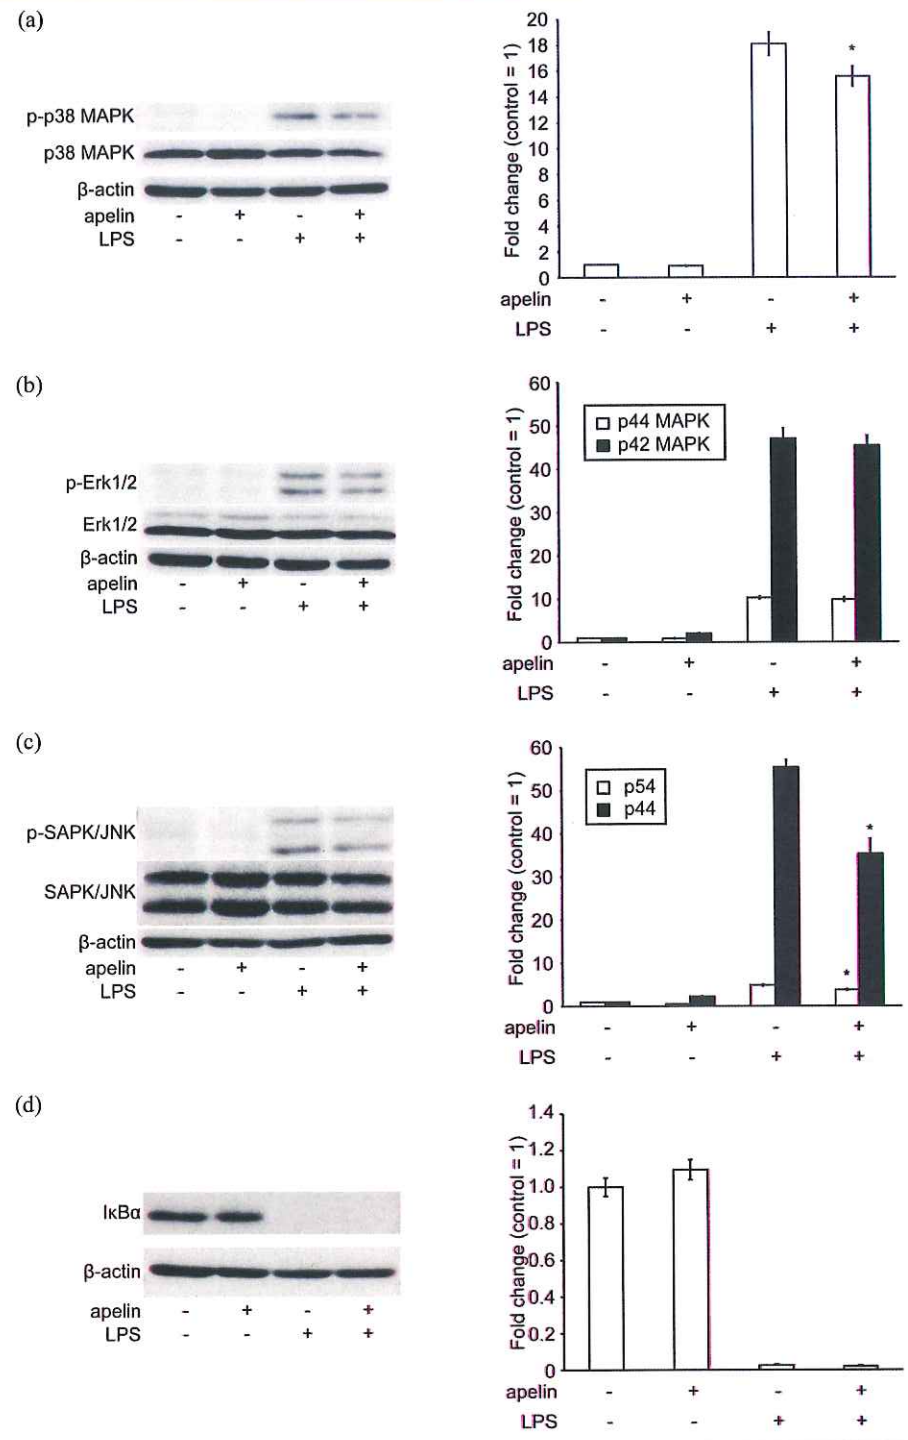 (a)
p-p38 MAPK
p38 MAPK
β-actin
apelin - + - +
LPS - - + +
Fold change (control = 1)
20
18
16
14
12
10
8
6
4
2
0
*
apelin - + - +
LPS - - + +
(b)
p-Erk1/2
Erk1/2
β-actin
apelin - + - +
LPS - - + +
Fold change (control = 1)
60
50
40
30
20
10
0
p44 MAPK
p42 MAPK
apelin - + - +
LPS - - + +
(c)
p-SAPK/JNK
SAPK/JNK
β-actin
apelin - + - +
LPS - - + +
Fold change (control = 1)
60
50
40
30
20
10
0
p54
p44
*
*
apelin - + - +
LPS - - + +
(d)
IκBα
β-actin
apelin - + - +
LPS - - + +
Fold change (control = 1)
1.4
1.2
1.0
0.8
0.6
0.4
0.2
0
apelin - + - +
LPS - - + +